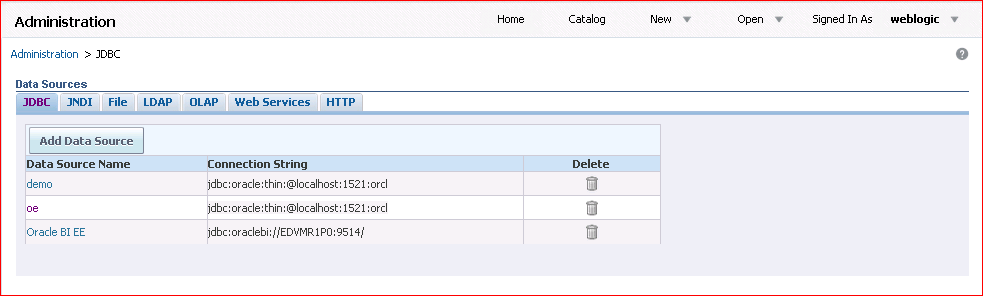 Administration Home Catalog New Open Signed In As weblogic
Administration > JDBC
Data Sources
JDBC JNDI File LDAP OLAP Web Services HTTP
Add Data Source
Data Source Name Connection String Delete
demo jdbc:oracle:thin:@localhost:1521:orcl
oe jdbc:oracle:thin:@localhost:1521:orcl
Oracle BI EE jdbc:oraclebi://EDVMR1P0:9514/